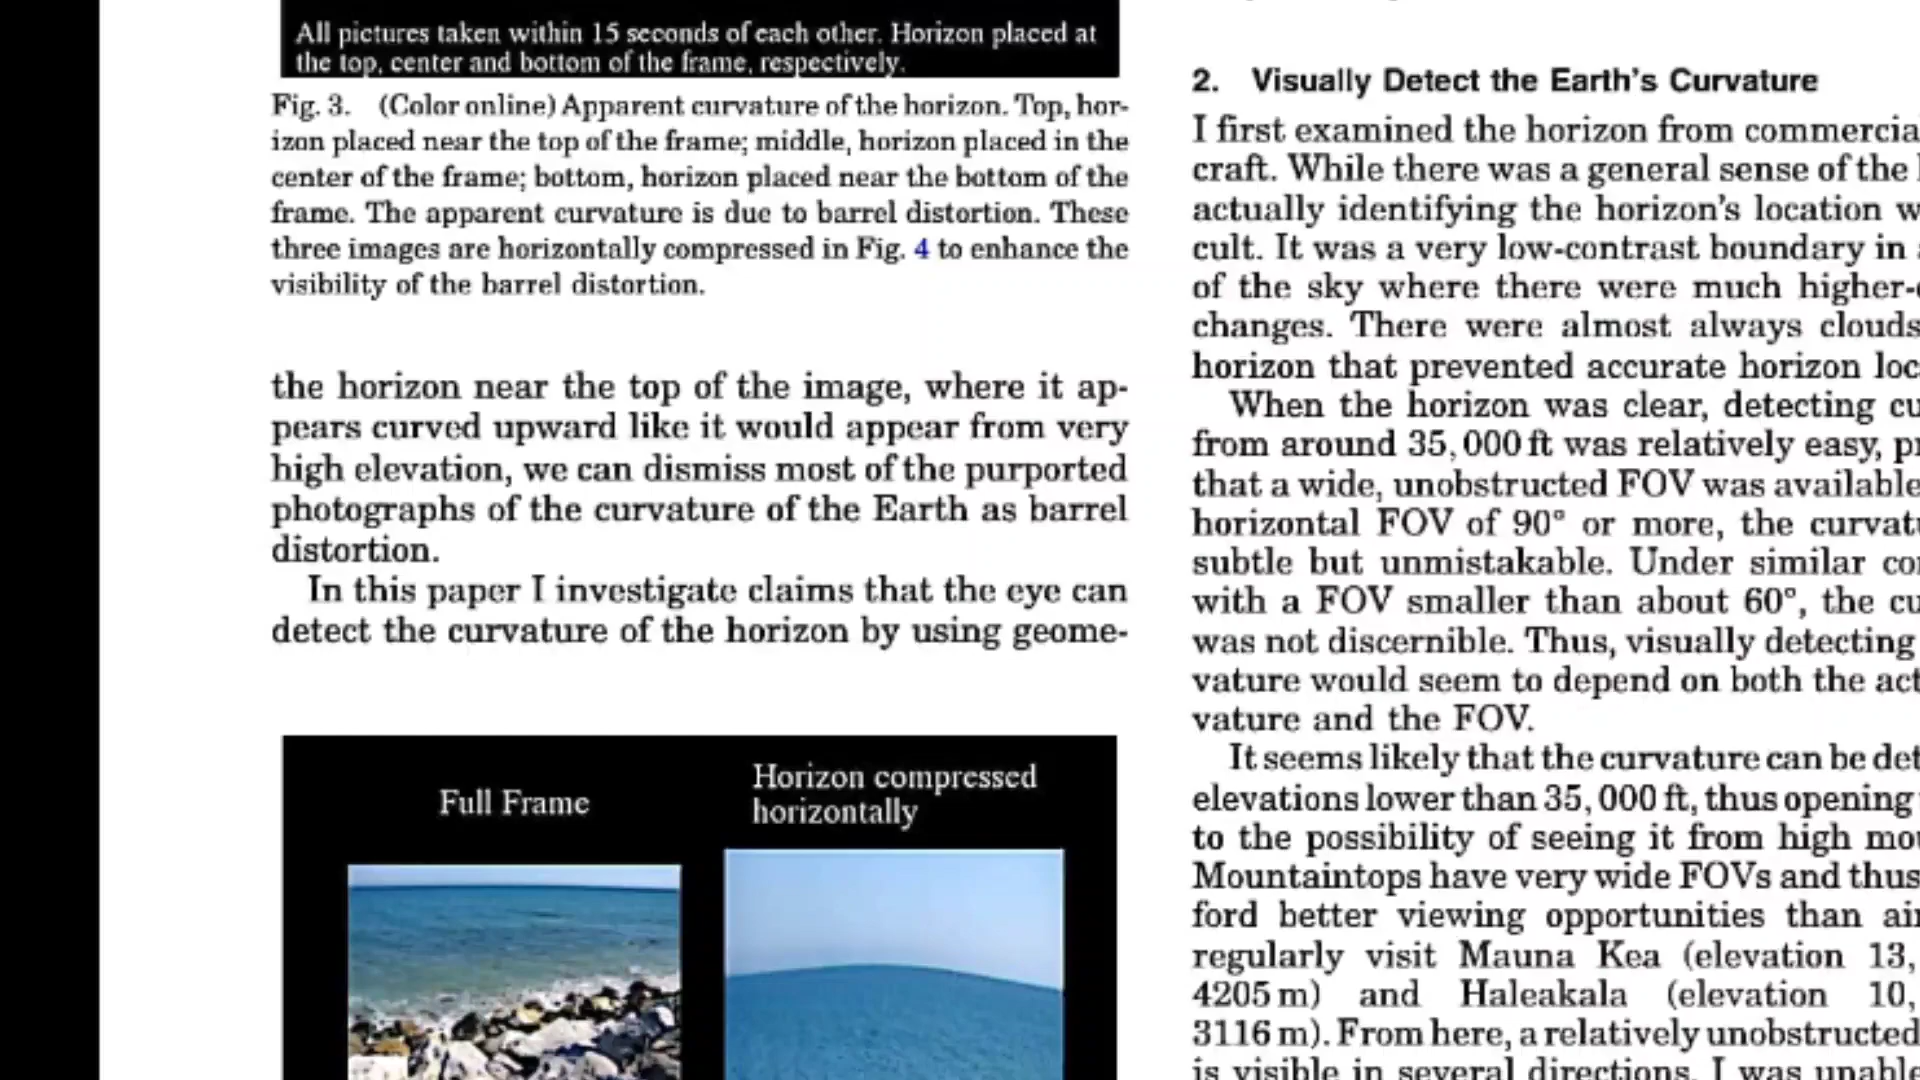 All pictures taken within 15 seconds of each other. Horizon placed at
the top, center and bottom of the frame, respectively.
Fig. 3. (Color online) Apparent curvature of the horizon. Top, hor-
izon placed near the top of the frame; middle, horizon placed in the
center of the frame; bottom, horizon placed near the bottom of the
frame. The apparent curvature is due to barrel distortion. These
three images are horizontally compressed in Fig. 4 to enhance the
visibility of the barrel distortion.
the horizon near the top of the image, where it ap-
pears curved upward like it would appear from very
high elevation, we can dismiss most of the purported
photographs of the curvature of the Earth as barrel
distortion.
In this paper I investigate claims that the eye can
detect the curvature of the horizon by using geome-
Full Frame
Horizon compressed
horizontally
2. Visually Detect the Earth's Curvature
I first examined the horizon from commercia
craft. While there was a general sense of the
actually identifying the horizon's location w
cult. It was a very low-contrast boundary in
of the sky where there were much higher-
changes. There were almost always clouds
horizon that prevented accurate horizon loc
When the horizon was clear, detecting cu
from around 35,000 ft was relatively easy, p
that a wide, unobstructed FOV was available
horizontal FOV of 90° or more, the curvat
subtle but unmistakable. Under similar co
with a FOV smaller than about 60°, the cu
was not discernible. Thus, visually detecting
vature would seem to depend on both the act
vature and the FOV.
It seems likely that the curvature can be det
elevations lower than 35,000 ft, thus opening
to the possibility of seeing it from high mo
Mountaintops have very wide FOVs and thus
ford better viewing opportunities than ai
regularly visit Mauna Kea (elevation 13,
4205 m) and Haleakala (elevation 10,
3116 m). From here, a relatively unobstructed
is visible in several directions. I was unable